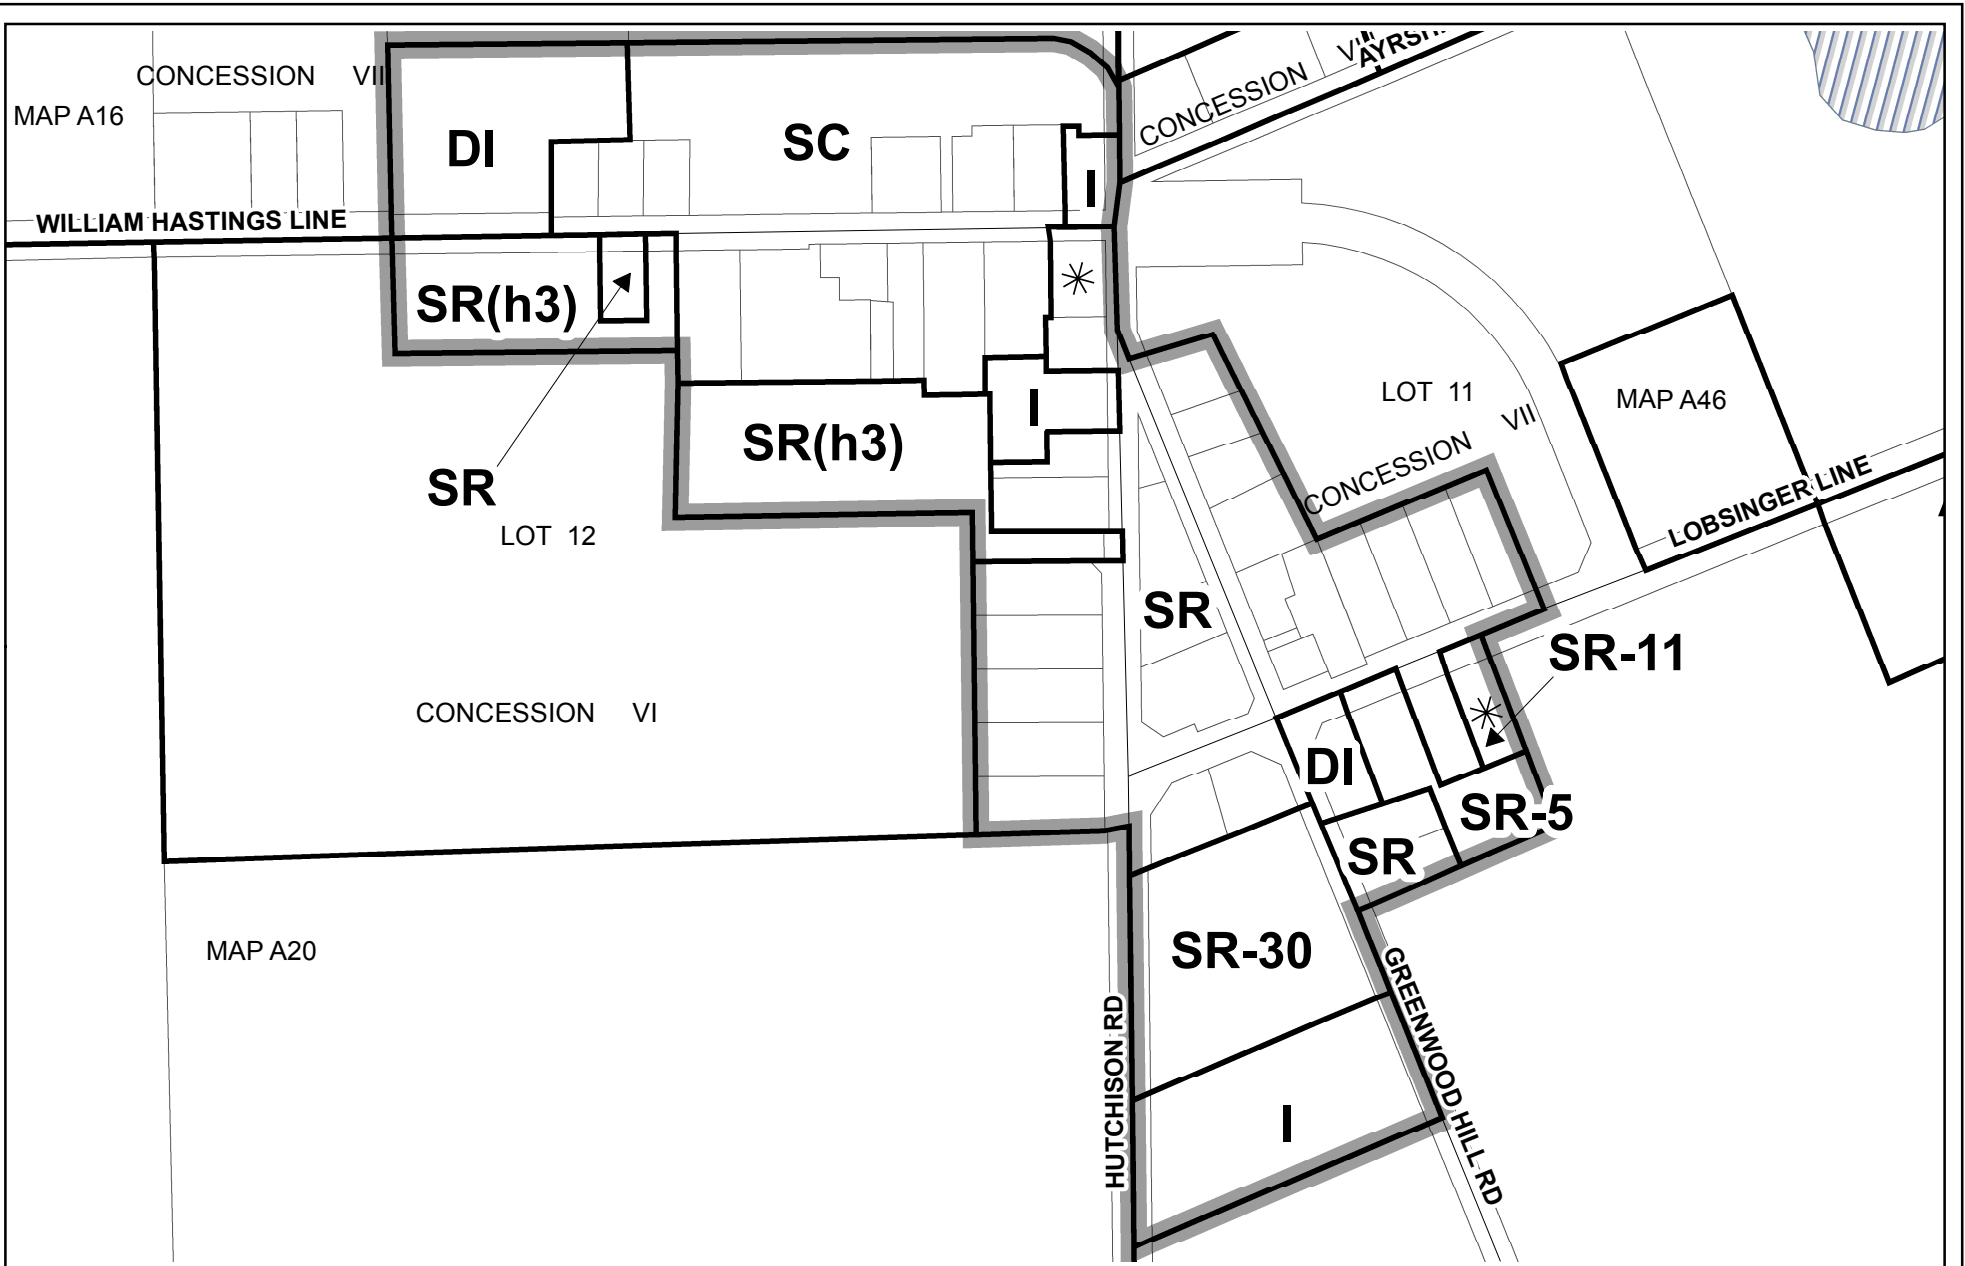 CONCESSION VII
MAP A16
DI
SC
I
WILLIAM HASTINGS LINE
CONCESSION
SR(h3)
*
SR(h3)
I
SR
LOT 12
LOT 11
CONCESSION VII
MAP A46
LOBSINGER LINE
SR
SR-11
*
CONCESSION VI
DI
SR-5
SR
MAP A20
SR-30
GREENWOOD HILL RD
HUTCHISON RD
I